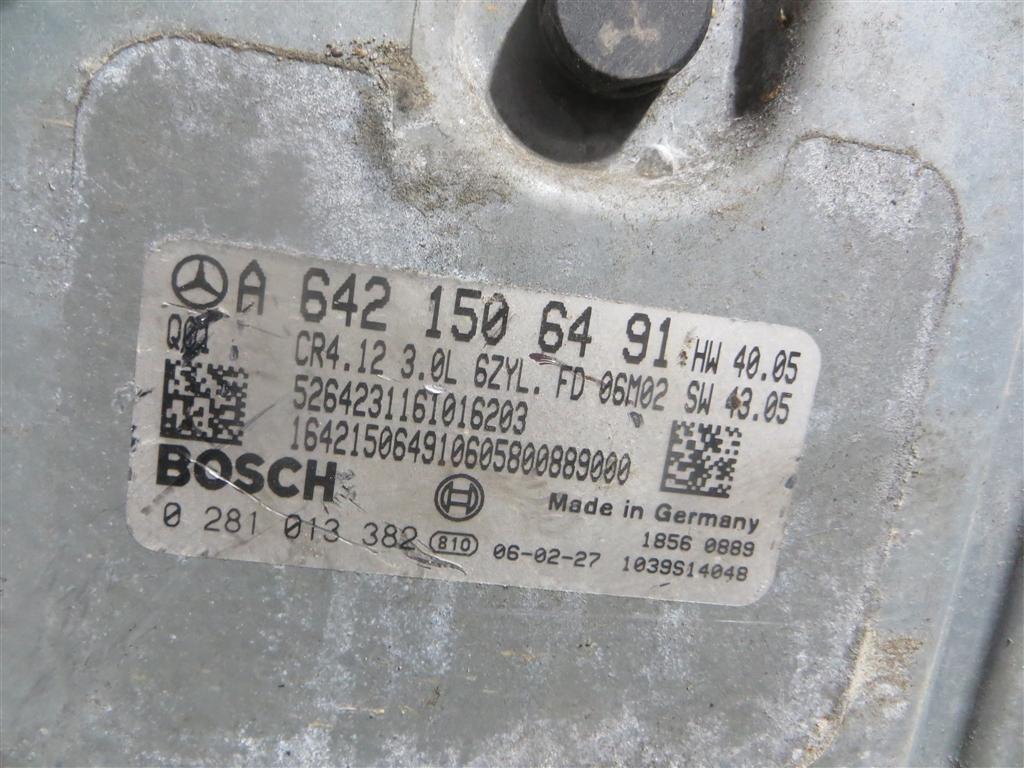 A 642 150 64 91 HW 40.05
Q01 CR4.12 3.0L 6ZYL. FD 06M02 SW 43.05
5264231161016203
164215064910605800889000
BOSCH Made in Germany
0 281 013 382 810 06-02-27 1856 0889
1039S14048